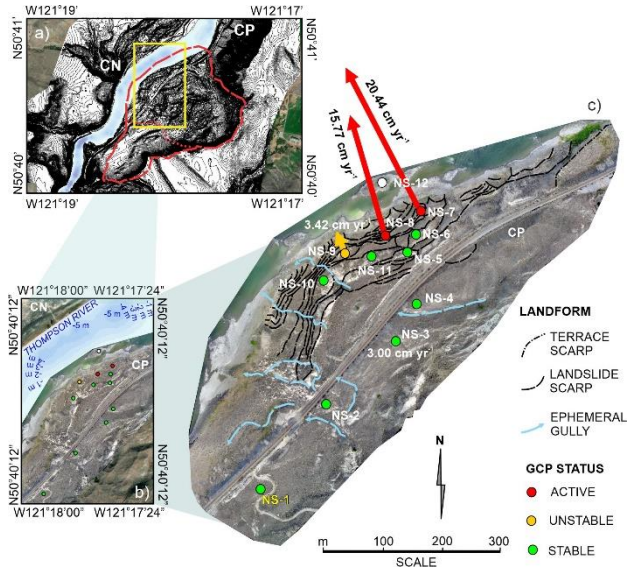 W121°19' W121°17'
N50°41' N50°41'
a) CN CP
N50°40' N50°40'
W121°19' W121°17'
20.44 cm yr⁻¹
15.77 cm yr⁻¹
c)
NS-12
NS-7
NS-8
3.42 cm yr⁻¹
NS-6
NS-9
NS-5
NS-11
NS-10
CP
NS-4
NS-3
3.00 cm yr⁻¹
NS-2
NS-1
W121°18'00" W121°17'24"
N50°40'12"
CN
THOMPSON RIVER
-5 m
-5 m
CP
N50°40'12" N50°40'12"
b)
W121°18'00" W121°17'24"
LANDFORM
TERRACE
SCARP
LANDSLIDE
SCARP
EPHEMERAL
GULLY
GCP STATUS
ACTIVE
UNSTABLE
STABLE
N
m 0 100 200 300
SCALE